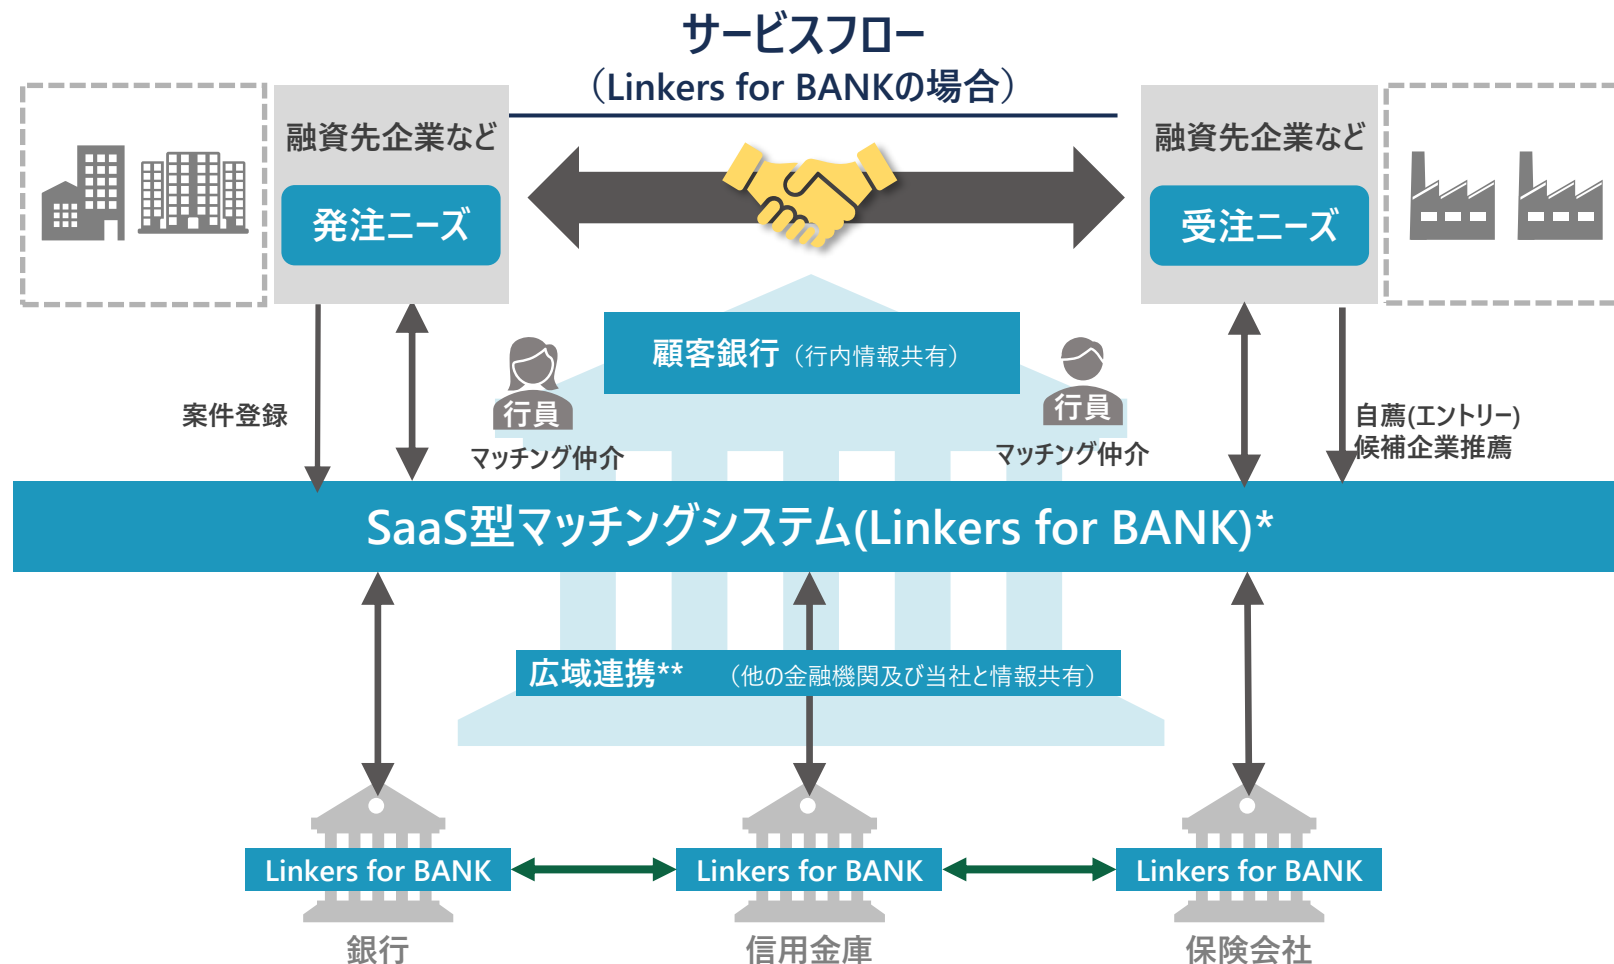 サービスフロー
（Linkers for BANKの場合）
融資先企業など
発注ニーズ
融資先企業など
受注ニーズ
顧客銀行（行内情報共有）
行員
マッチング仲介
行員
マッチング仲介
案件登録
自薦(エントリー)
候補企業推薦
SaaS型マッチングシステム(Linkers for BANK)*
広域連携** （他の金融機関及び当社と情報共有）
Linkers for BANK
Linkers for BANK
Linkers for BANK
銀行
信用金庫
保険会社